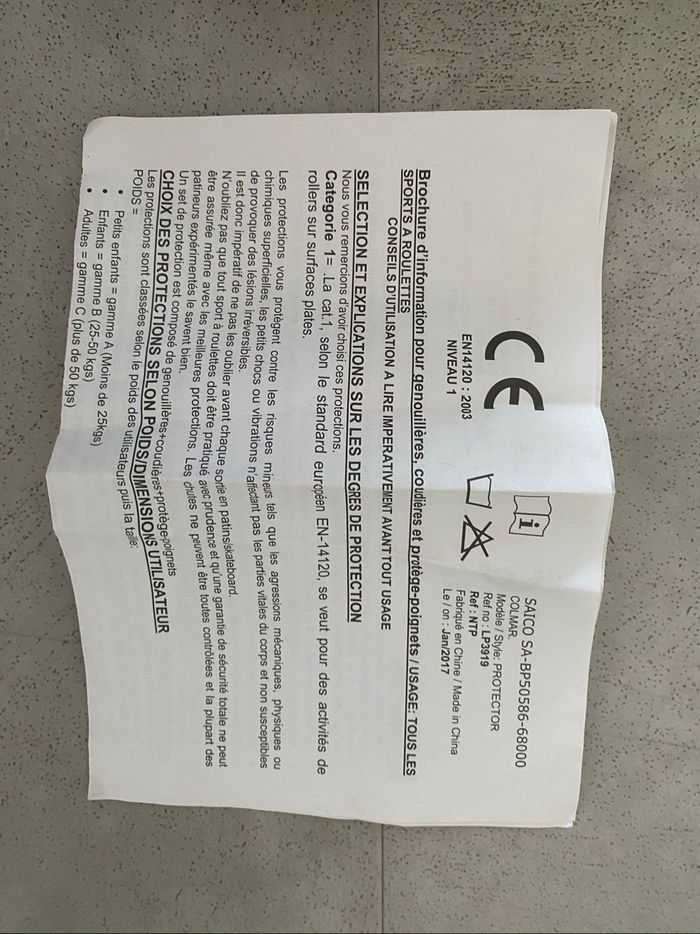 CE
EN14120 : 2003
NIVEAU 1
i
SAICO SA-BP50586-68000
COLMAR.
Modèle / Style: PROTECTOR
Ref no : LP3919
Ref : NTP
Fabriqué en Chine / Made in China
Le / on : Jan/2017
Brochure d'information pour genouillères, coudières et protège-poignets / USAGE: TOUS LES
SPORTS A ROULETTES
CONSEILS D'UTILISATION A LIRE IMPERATIVEMENT AVANT TOUT USAGE
SELECTION ET EXPLICATIONS SUR LES DEGRES DE PROTECTION
Nous vous remercions d'avoir choisi ces protections.
Categorie 1= .La cat.1, selon le standard européen EN-14120, se veut pour des activités de
rollers sur surfaces plates.
Les protections vous protègent contre les risques mineurs tels que les agressions mécaniques, physiques ou
chimiques superficielles, les petits chocs ou vibrations n'affectant pas les parties vitales du corps et non susceptibles
de provoquer des lésions irréversibles.
Il est donc impératif de ne pas les oublier avant chaque sortie en patins/skateboard.
N'oubliez pas que tout sport à roulettes doit être pratiqué avec prudence et qu'une garantie de sécurité totale ne peut
être assurée même avec les meilleures protections. Les chutes ne peuvent être toutes contrôlées et la plupart des
patineurs expérimentés le savent bien.
Un set de protection est composé de genouillères+coudières+protège-poignets
CHOIX DES PROTECTIONS SELON POIDS/DIMENSIONS UTILISATEUR
Les protections sont classées selon le poids des utilisateurs puis la taille:
POIDS =
• Petits enfants = gamme A (Moins de 25kgs)
• Enfants = gamme B (25-50 kgs)
• Adultes = gamme C (plus de 50 kgs)